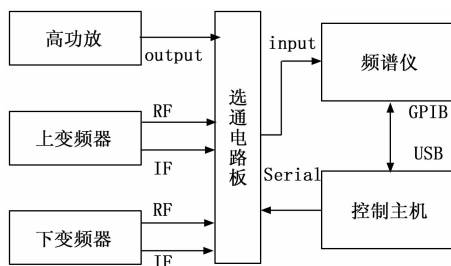 高功放
output
上变频器
RF
IF
下变频器
RF
IF
选通电路板
input
频谱仪
GPIB
USB
Serial
控制主机